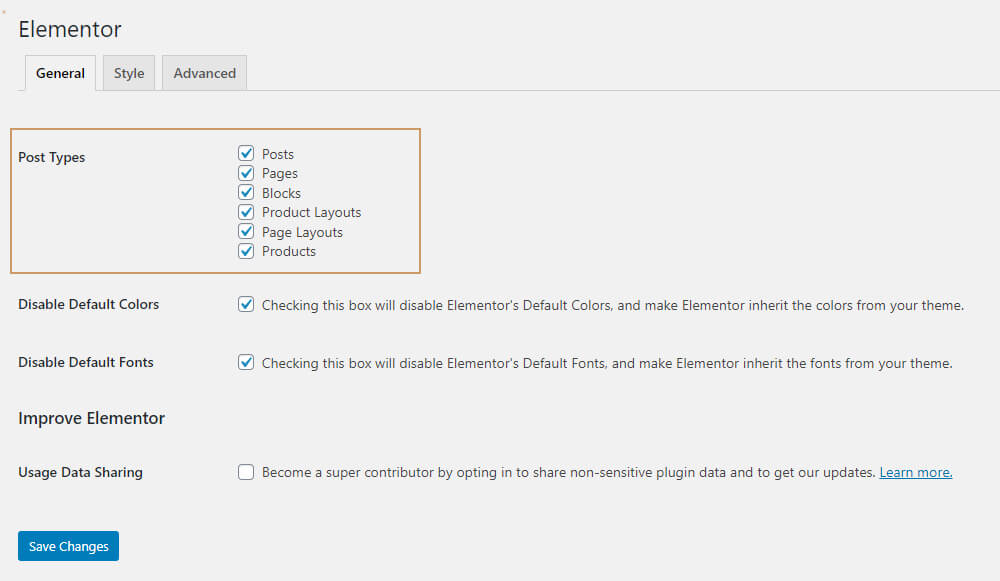 Elementor
General Style Advanced
Post Types
Posts
Pages
Blocks
Product Layouts
Page Layouts
Products
Disable Default Colors Checking this box will disable Elementor's Default Colors, and make Elementor inherit the colors from your theme.
Disable Default Fonts Checking this box will disable Elementor's Default Fonts, and make Elementor inherit the fonts from your theme.
Improve Elementor
Usage Data Sharing Become a super contributor by opting in to share non-sensitive plugin data and to get our updates. Learn more.
Save Changes